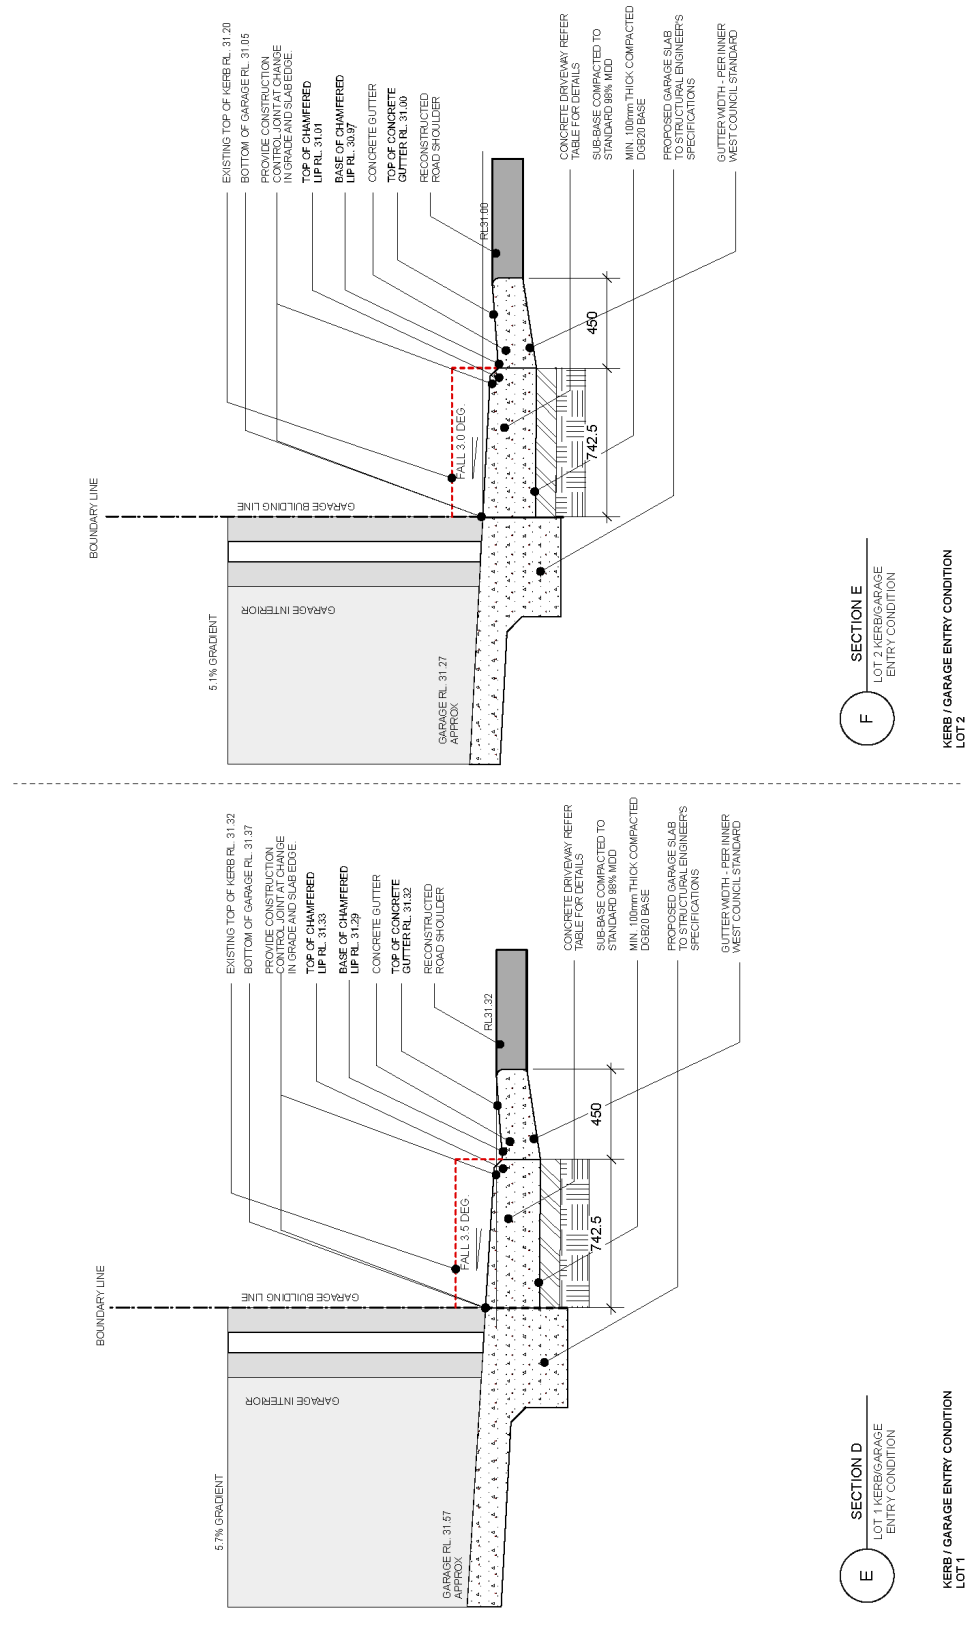 BOUNDARY LINE
5.7% GRADIENT
GARAGE INTERIOR
GARAGE BUILDING LINE
GARAGE RL. 31.57
APPROX
FALL 3.5 DEG.
RL31.32
EXISTING TOP OF KERB RL. 31.32
BOTTOM OF GARAGE RL. 31.37
PROVIDE CONSTRUCTION
CONTROL JOINT AT CHANGE
IN GRADE AND SLAB EDGE.
TOP OF CHAMFERED
LIP RL. 31.33
BASE OF CHAMFERED
LIP RL. 31.29
CONCRETE GUTTER
TOP OF CONCRETE
GUTTER RL. 31.32
RECONSTRUCTED
ROAD SHOULDER
742.5
450
CONCRETE DRIVEWAY REFER
TABLE FOR DETAILS
SUB-BASE COMPACTED TO
STANDARD 98% MDD
MIN. 100mm THICK COMPACTED
DGB20 BASE
PROPOSED GARAGE SLAB
TO STRUCTURAL ENGINEER'S
SPECIFICATIONS
GUTTER WIDTH - PER INNER
WEST COUNCIL STANDARD
E
SECTION D
LOT 1 KERB/GARAGE
ENTRY CONDITION
KERB / GARAGE ENTRY CONDITION
LOT 1
BOUNDARY LINE
5.1% GRADIENT
GARAGE INTERIOR
GARAGE BUILDING LINE
GARAGE RL. 31.27
APPROX
FALL 3.0 DEG.
RL31.00
EXISTING TOP OF KERB RL. 31.20
BOTTOM OF GARAGE RL. 31.05
PROVIDE CONSTRUCTION
CONTROL JOINT AT CHANGE
IN GRADE AND SLAB EDGE.
TOP OF CHAMFERED
LIP RL. 31.01
BASE OF CHAMFERED
LIP RL. 30.97
CONCRETE GUTTER
TOP OF CONCRETE
GUTTER RL. 31.00
RECONSTRUCTED
ROAD SHOULDER
742.5
450
CONCRETE DRIVEWAY REFER
TABLE FOR DETAILS
SUB-BASE COMPACTED TO
STANDARD 98% MDD
MIN. 100mm THICK COMPACTED
DGB20 BASE
PROPOSED GARAGE SLAB
TO STRUCTURAL ENGINEER'S
SPECIFICATIONS
GUTTER WIDTH - PER INNER
WEST COUNCIL STANDARD
F
SECTION E
LOT 2 KERB/GARAGE
ENTRY CONDITION
KERB / GARAGE ENTRY CONDITION
LOT 2